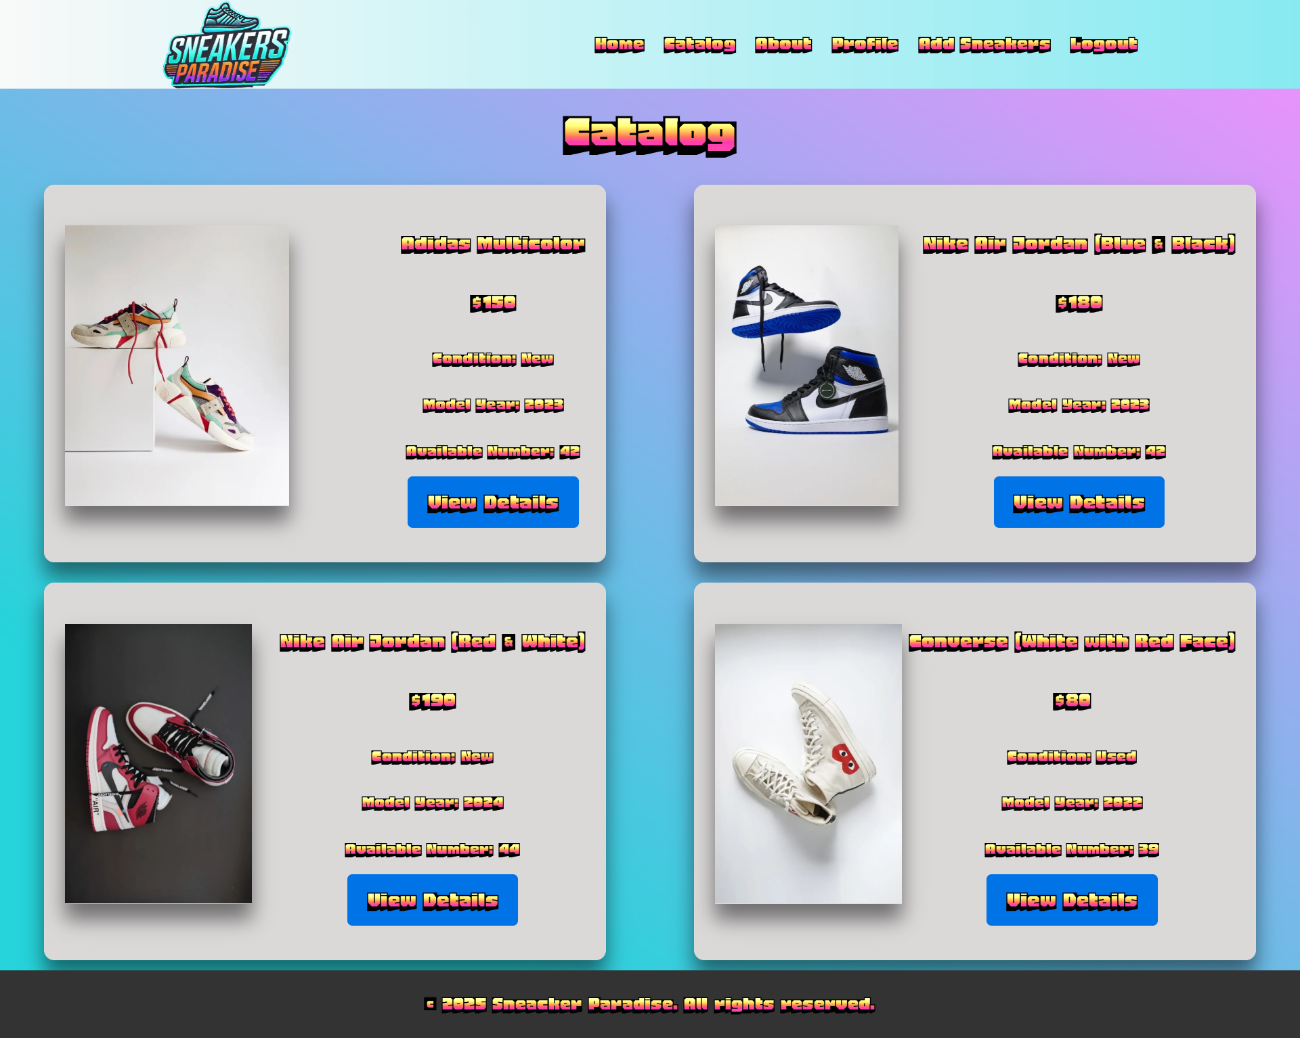 SNEAKERS
PARADISE
Home Catalog About Profile Add Sneakers Logout
Catalog
Adidas Multicolor
$150
Condition: New
Model Year: 2023
Available Number: 42
View Details
Nike Air Jordan (Blue & Black)
$180
Condition: New
Model Year: 2023
Available Number: 42
View Details
Nike Air Jordan (Red & White)
$190
Condition: New
Model Year: 2024
Available Number: 44
View Details
Converse (White with Red Face)
$80
Condition: Used
Model Year: 2022
Available Number: 39
View Details
© 2025 Sneacker Paradise. All rights reserved.